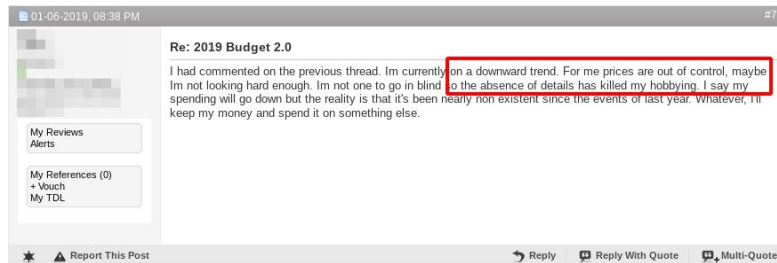 01-06-2019, 08:38 PM
#7
Re: 2019 Budget 2.0
I had commented on the previous thread. Im currently on a downward trend. For me prices are out of control, maybe
Im not looking hard enough. Im not one to go in blind so the absence of details has killed my hobbying. I say my
spending will go down but the reality is that it's been nearly non existent since the events of last year. Whatever, I'll
keep my money and spend it on something else.
My Reviews
Alerts
My References (0)
+ Vouch
My TDL
Report This Post
Reply
Reply With Quote
Multi-Quote